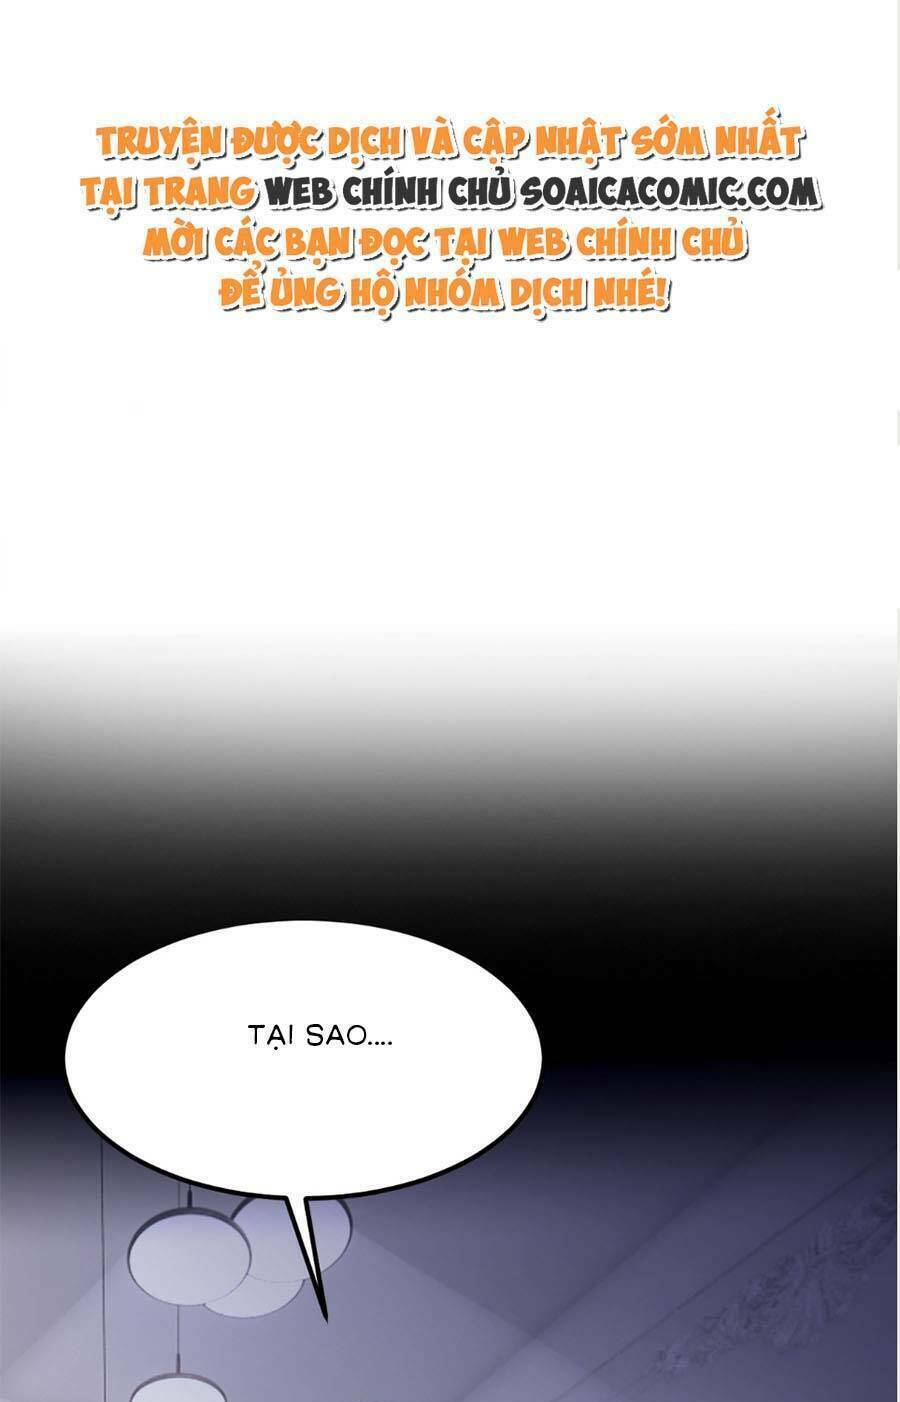 TRUYỆN ĐƯỢC DỊCH VÀ CẬP NHẬT SỚM NHẤT
TẠI TRANG WEB CHÍNH CHỦ SOAICACOMIC.COM
MỜI CÁC BẠN ĐỌC TẠI WEB CHÍNH CHỦ
ĐỂ ỦNG HỘ NHÓM DỊCH NHÉ!
TẠI SAO....